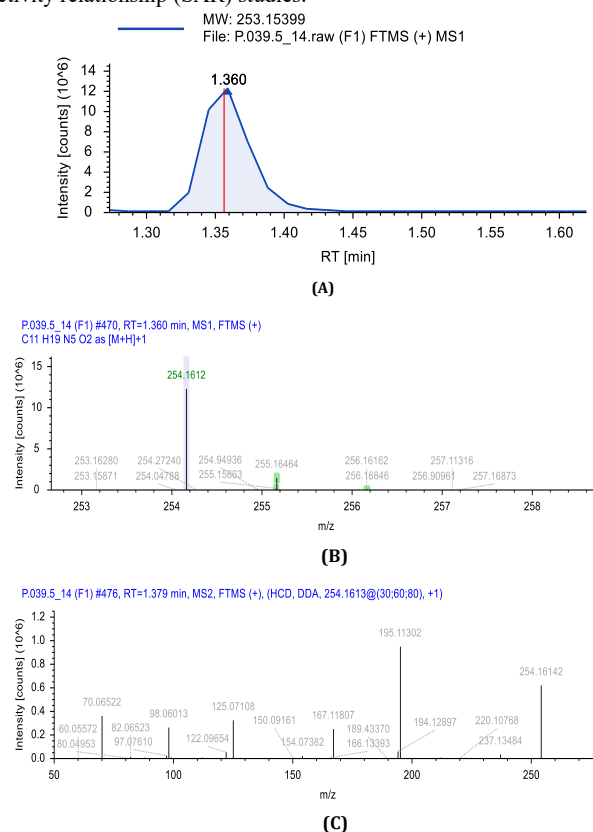 ctivity relationship (SAR) studies.
MW: 253.15399
File: P.039.5_14.raw (F1) FTMS (+) MS1
Intensity [counts] (10^6)
14
12
10
8
6
4
2
0
1.360
1.30 1.35 1.40 1.45 1.50 1.55 1.60
RT [min]
(A)
P.039.5_14 (F1) #470, RT=1.360 min, MS1, FTMS (+)
C11 H19 N5 O2 as [M+H]+1
Intensity [counts] (10^6)
15
10
5
0
254.1612
253.16280 254.27240 254.94936 255.16464 256.16162 257.11316
253.15871 254.04788 255.15863 256.16846 256.90961 257.16873
253 254 255 256 257 258
m/z
(B)
P.039.5_14 (F1) #476, RT=1.379 min, MS2, FTMS (+), (HCD, DDA, 254.1613@(30;60;80), +1)
Intensity [counts] (10^6)
1.2
1.0
0.8
0.6
0.4
0.2
0.0
195.11302
254.16142
70.06522
98.06013 125.07108 167.11807
60.05572 82.06523 150.09161 189.43370 194.12897 220.10768
80.04953 97.07610 122.09654 154.07382 166.13393 237.13484
50 100 150 200 250
m/z
(C)